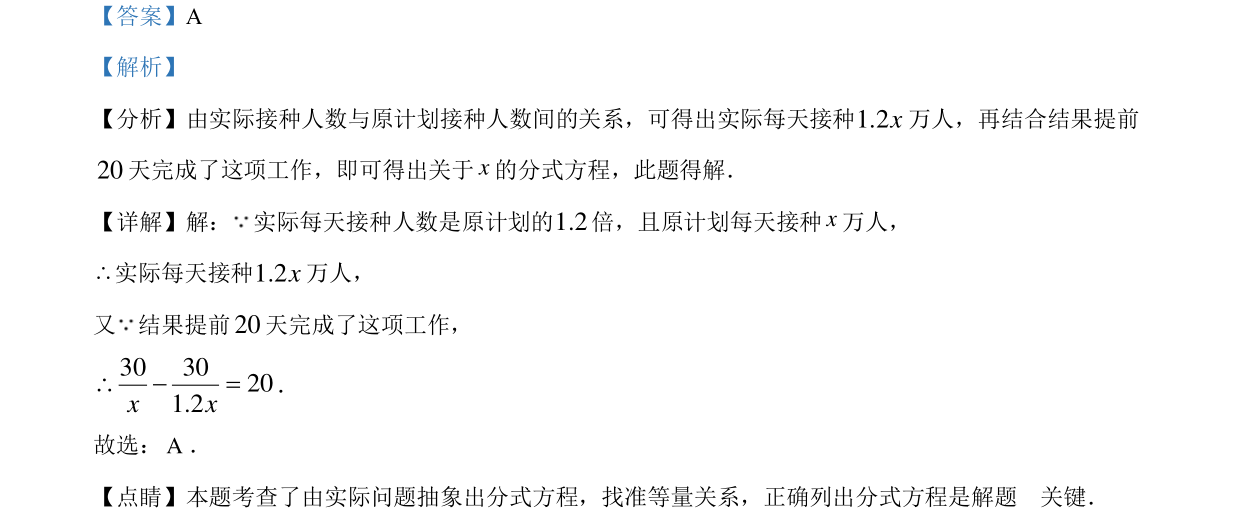 【答案】A
【解析】
【分析】由实际接种人数与原计划接种人数间的关系，可得出实际每天接种1.2x万人，再结合结果提前
20天完成了这项工作，即可得出关于x的分式方程，此题得解．
【详解】解：∵实际每天接种人数是原计划的1.2倍，且原计划每天接种x万人，
∴实际每天接种1.2x万人，
又∵结果提前20天完成了这项工作，
∴30/x－30/1.2x＝20．
故选：A．
【点睛】本题考查了由实际问题抽象出分式方程，找准等量关系，正确列出分式方程是解题　关键．